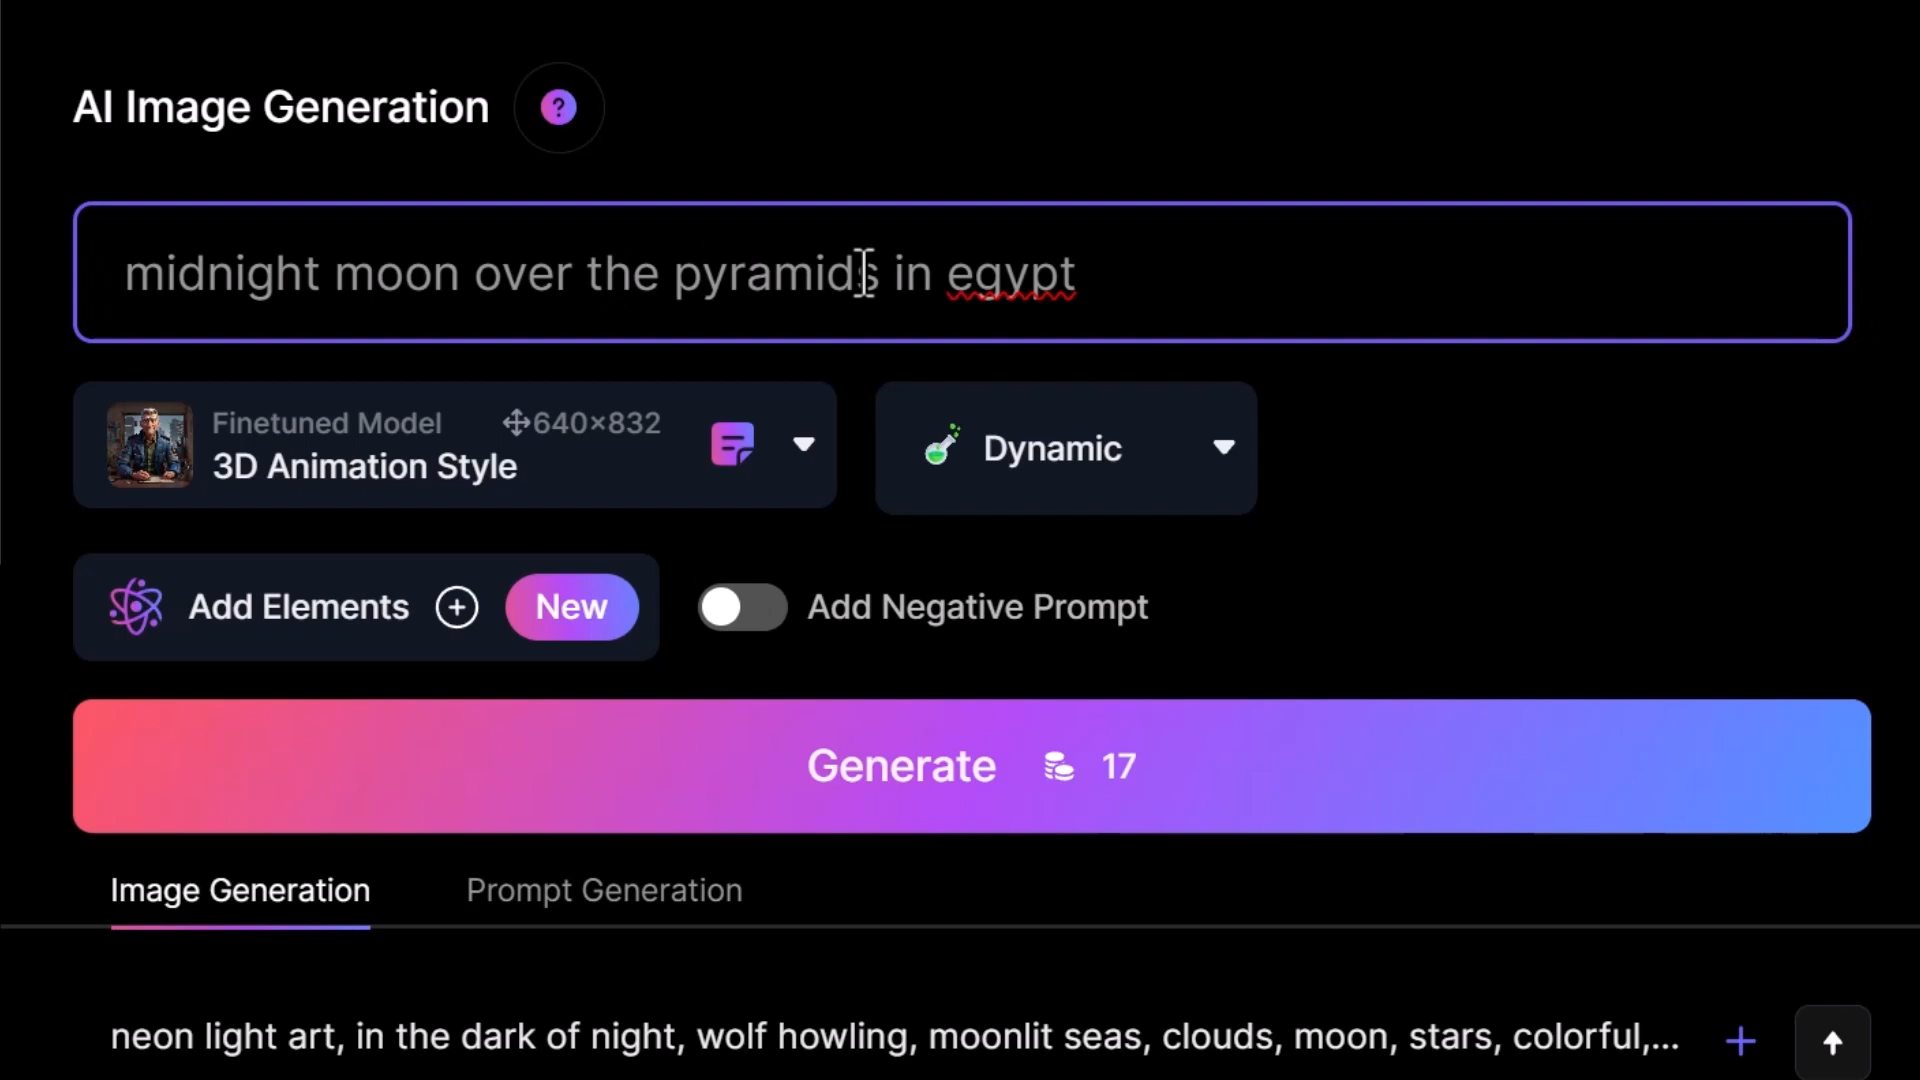 AI Image Generation ?
midnight moon over the pyramids in egypt
Finetuned Model 640×832
3D Animation Style
Dynamic
Add Elements + New
Add Negative Prompt
Generate 17
Image Generation Prompt Generation
neon light art, in the dark of night, wolf howling, moonlit seas, clouds, moon, stars, colorful,...